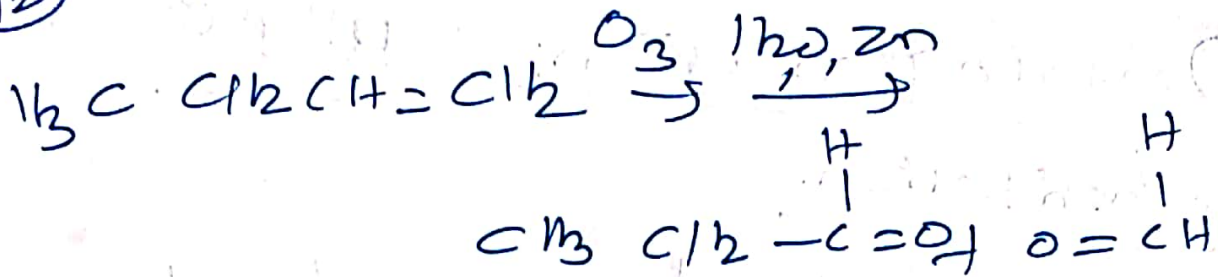 H₃C CH₂CH=CH₂ O₃ → H₂O, Zn →
H H
| |
CH₃ CH₂ -C=O + O=CH